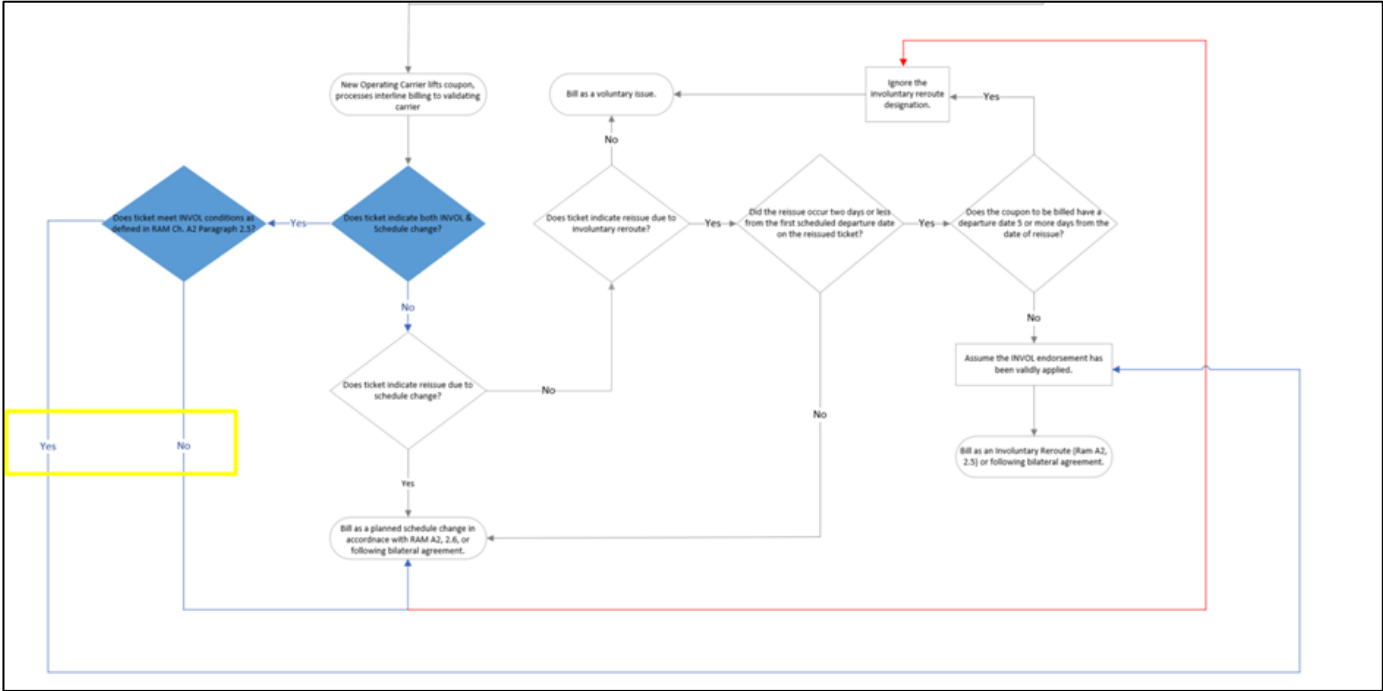 New Operating Carrier lifts coupon,
processes interline billing to validating
carrier
Bill as a voluntary issue.
Ignore the
involuntary reroute
designation.
Yes
No
Does ticket meet INVOL conditions as
defined in RAM Ch. A2 Paragraph 2.5?
Yes
Does ticket indicate both INVOL &
Schedule change?
Does ticket indicate reissue due to
involuntary reroute?
Yes
Did the reissue occur two days or less
from the first scheduled departure date
on the reissued ticket?
Yes
Does the coupon to be billed have a
departure date 5 or more days from the
date of reissue?
No
No
Does ticket indicate reissue due to
schedule change?
No
Assume the INVOL endorsement has
been validly applied.
No
Yes
No
Bill as an Involuntary Reroute (Ram A2,
2.5) or following bilateral agreement.
Yes
Bill as a planned schedule change in
accordnace with RAM A2, 2.6, or
following bilateral agreement.